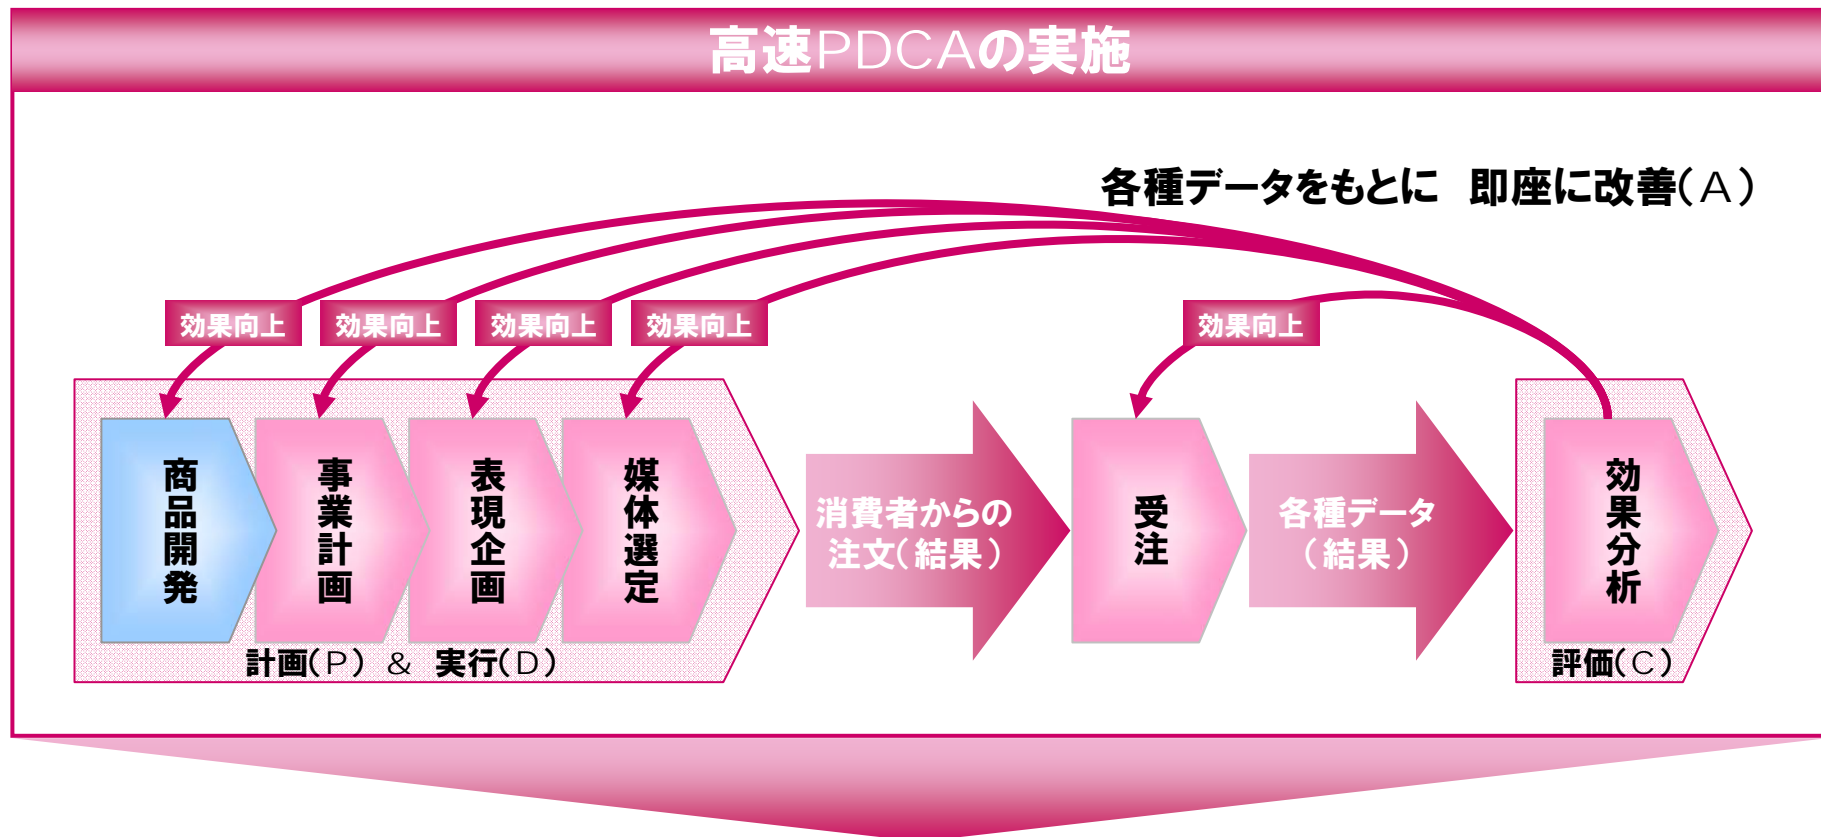 高速PDCAの実施
各種データをもとに　即座に改善(A)
効果向上
効果向上
効果向上
効果向上
効果向上
商品開発
事業計画
表現企画
媒体選定
消費者からの
注文(結果)
受注
各種データ
(結果)
効果分析
計画(P) & 実行(D)
評価(C)